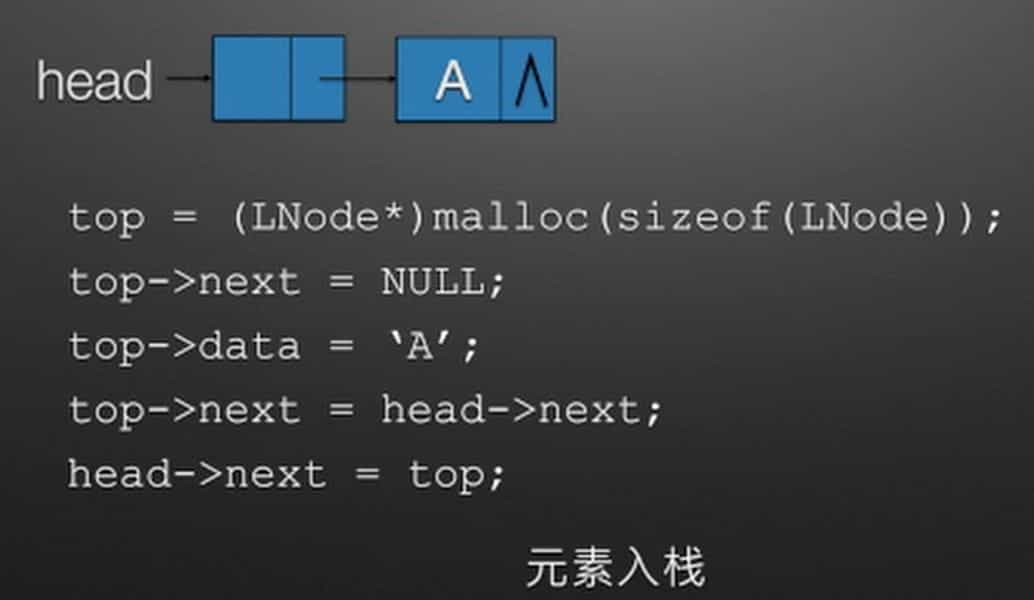 head A ∧
top = (LNode*)malloc(sizeof(LNode));
top->next = NULL;
top->data = ‘A’;
top->next = head->next;
head->next = top;
元素入栈